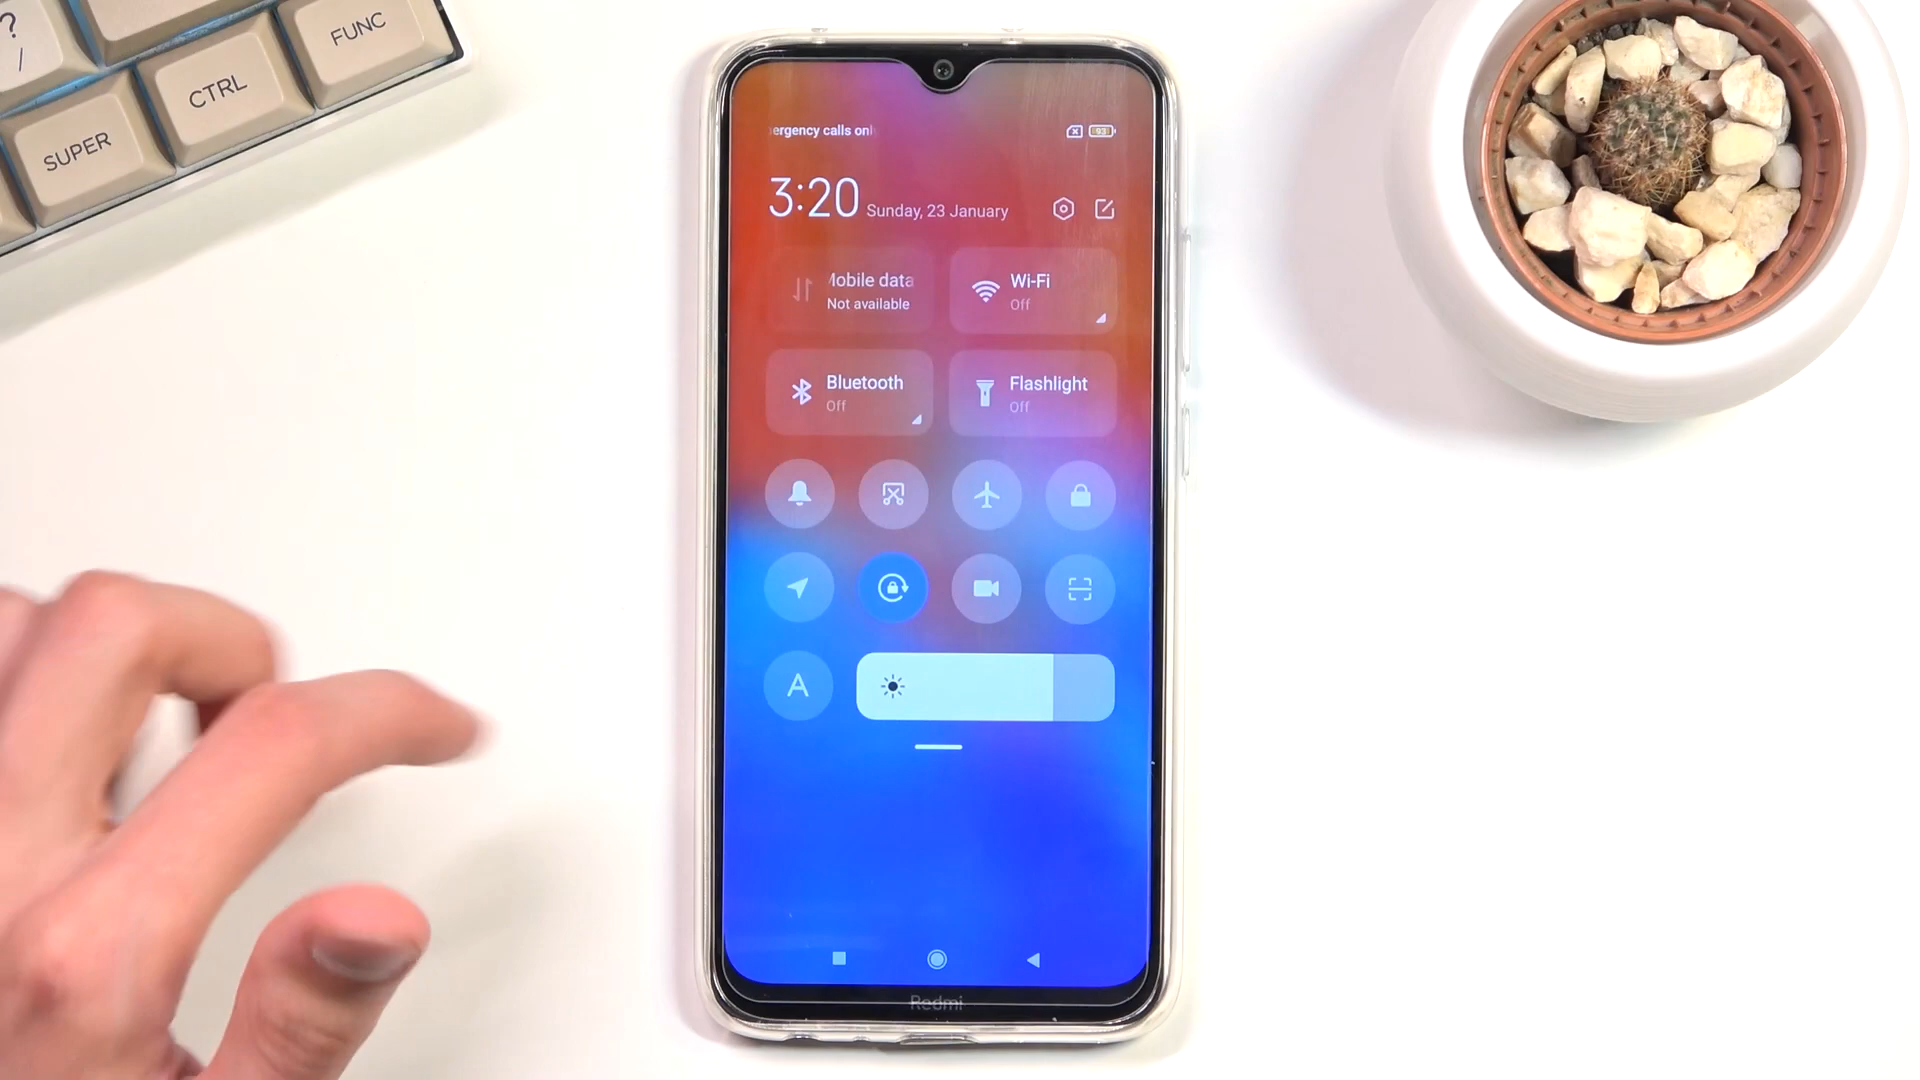 ?
/
FUNC
CTRL
SUPER
ergency calls onl
93
3:20 Sunday, 23 January
Mobile data
Not available
Wi-Fi
Off
Bluetooth
Off
Flashlight
Off
A
Redmi